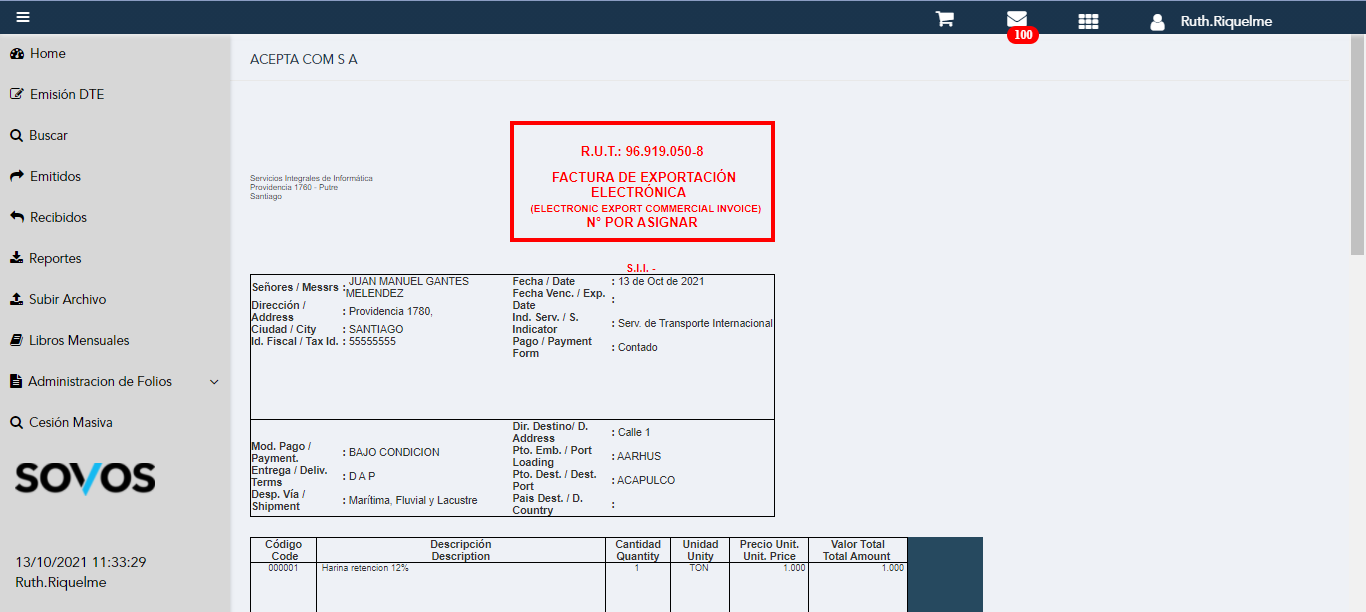 Ruth.Riquelme
100
Home
Emisión DTE
Buscar
Emitidos
Recibidos
Reportes
Subir Archivo
Libros Mensuales
Administracion de Folios
Cesión Masiva
SOVOS
13/10/2021 11:33:29
Ruth.Riquelme
ACEPTA COM S A
Servicios Integrales de Informática
Providencia 1760 - Putre
Santiago
R.U.T.: 96.919.050-8
FACTURA DE EXPORTACIÓN
ELECTRÓNICA
(ELECTRONIC EXPORT COMMERCIAL INVOICE)
N° POR ASIGNAR
S.I.I. -
Señores / Messrs : JUAN MANUEL GANTES
MELENDEZ
Dirección /
Address : Providencia 1780,
Ciudad / City : SANTIAGO
Id. Fiscal / Tax Id. : 55555555
Fecha / Date : 13 de Oct de 2021
Fecha Venc. / Exp.
Date :
Ind. Serv. / S.
Indicator : Serv. de Transporte Internacional
Pago / Payment
Form : Contado
Mod. Pago /
Payment. : BAJO CONDICION
Entrega / Deliv.
Terms : D A P
Desp. Vía /
Shipment : Marítima, Fluvial y Lacustre
Dir. Destino/ D.
Address : Calle 1
Pto. Emb. / Port
Loading : AARHUS
Pto. Dest. / Dest.
Port : ACAPULCO
Pais Dest. / D.
Country :
Código Descripción Cantidad Unidad Precio Unit. Valor Total
Code Description Quantity Unity Unit. Price Total Amount
000001 Harina retencion 12% 1 TON 1.000 1.000